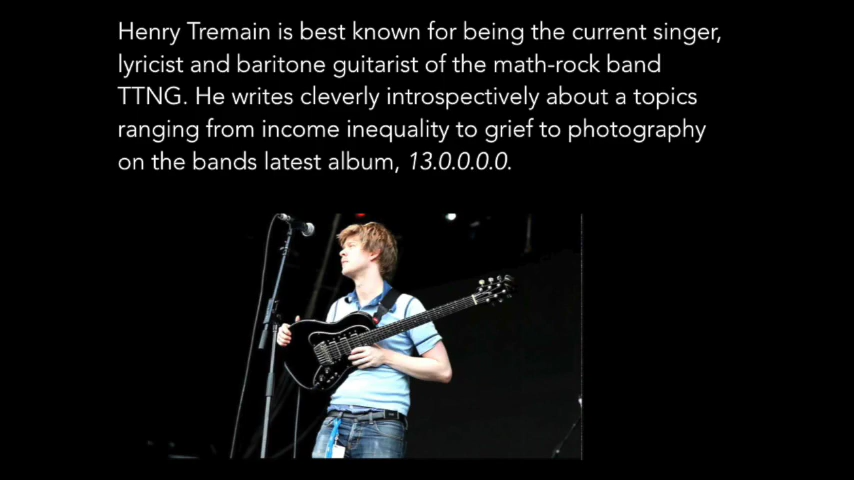 Henry Tremain is best known for being the current singer,
lyricist and baritone guitarist of the math-rock band
TTNG. He writes cleverly introspectively about a topics
ranging from income inequality to grief to photography
on the bands latest album, 13.0.0.0.0.